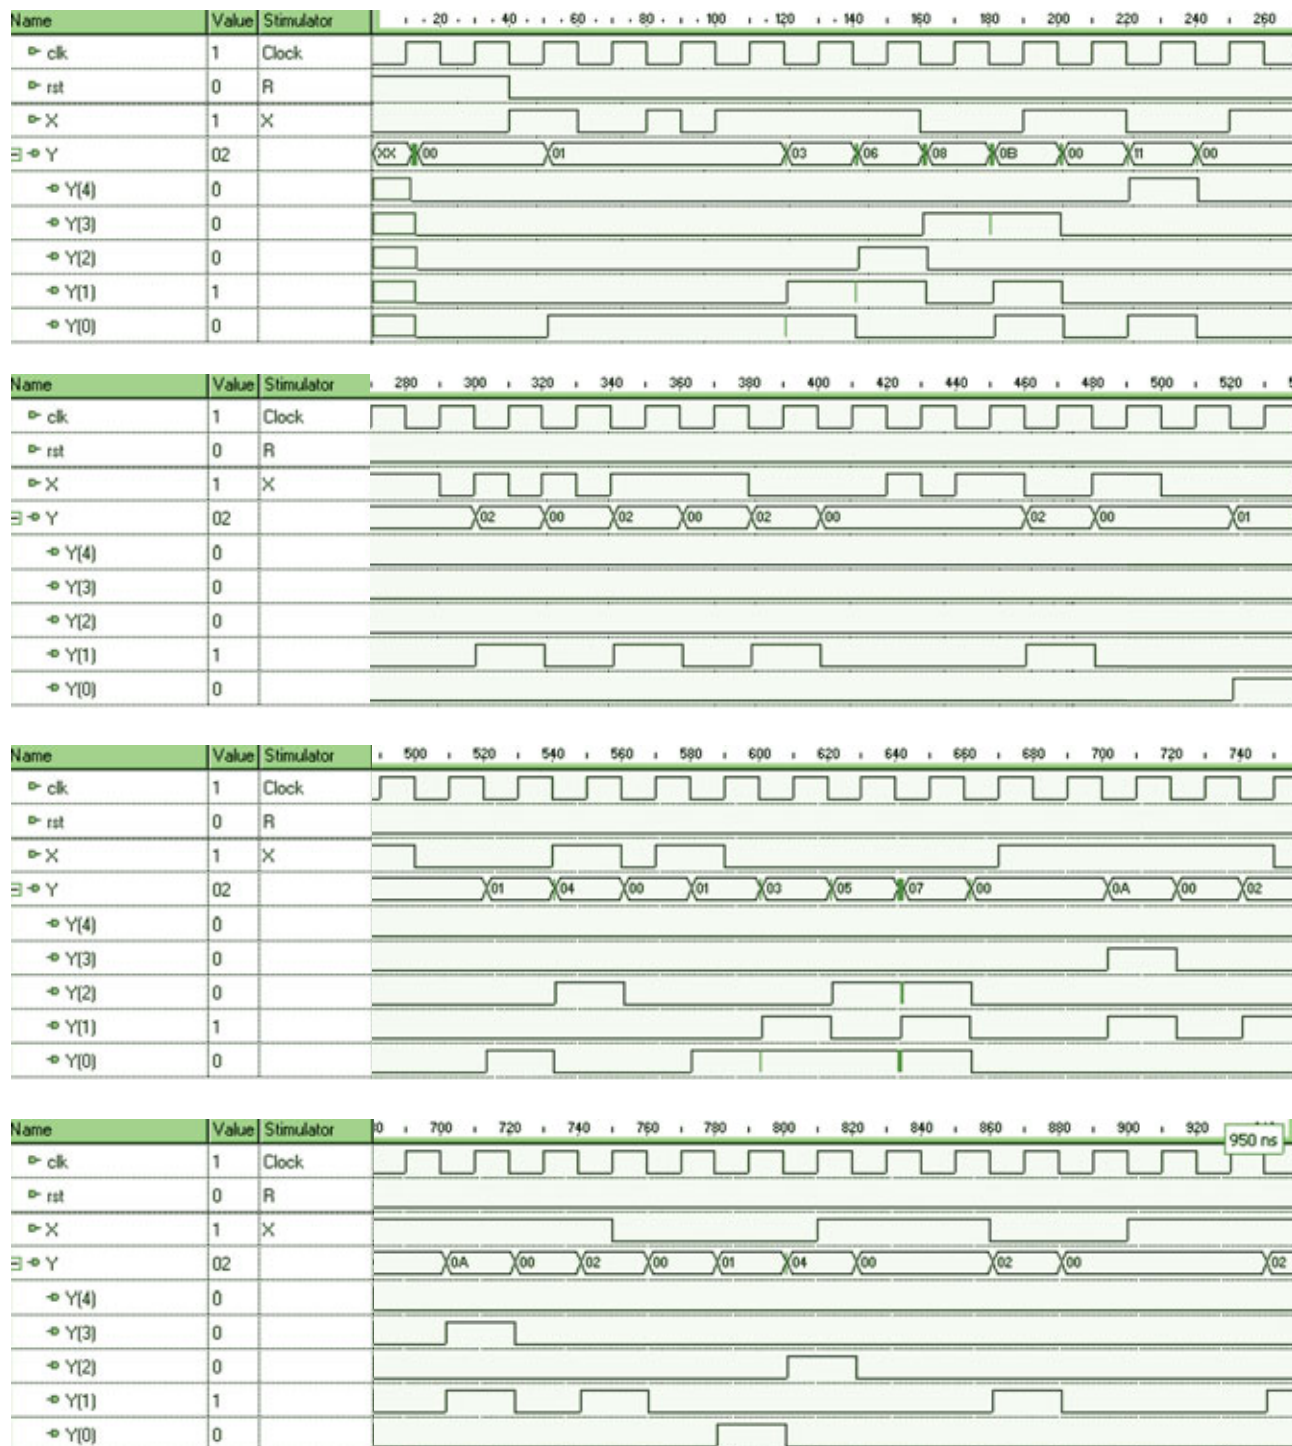 Name Value Stimulator 20 40 60 80 100 120 140 160 180 200 220 240 260
clk 1 Clock
rst 0 R
X 1 X
Y 02 XX 00 01 03 06 08 0B 00 11 00
Y(4) 0
Y(3) 0
Y(2) 0
Y(1) 1
Y(0) 0
Name Value Stimulator 280 300 320 340 360 380 400 420 440 460 480 500 520
clk 1 Clock
rst 0 R
X 1 X
Y 02 02 00 02 00 02 00 02 00 01
Y(4) 0
Y(3) 0
Y(2) 0
Y(1) 1
Y(0) 0
Name Value Stimulator 500 520 540 560 580 600 620 640 660 680 700 720 740
clk 1 Clock
rst 0 R
X 1 X
Y 02 01 04 00 01 03 05 07 00 0A 00 02
Y(4) 0
Y(3) 0
Y(2) 0
Y(1) 1
Y(0) 0
Name Value Stimulator 700 720 740 760 780 800 820 840 860 880 900 920
950 ns
clk 1 Clock
rst 0 R
X 1 X
Y 02 0A 00 02 00 01 04 00 02 00 02
Y(4) 0
Y(3) 0
Y(2) 0
Y(1) 1
Y(0) 0